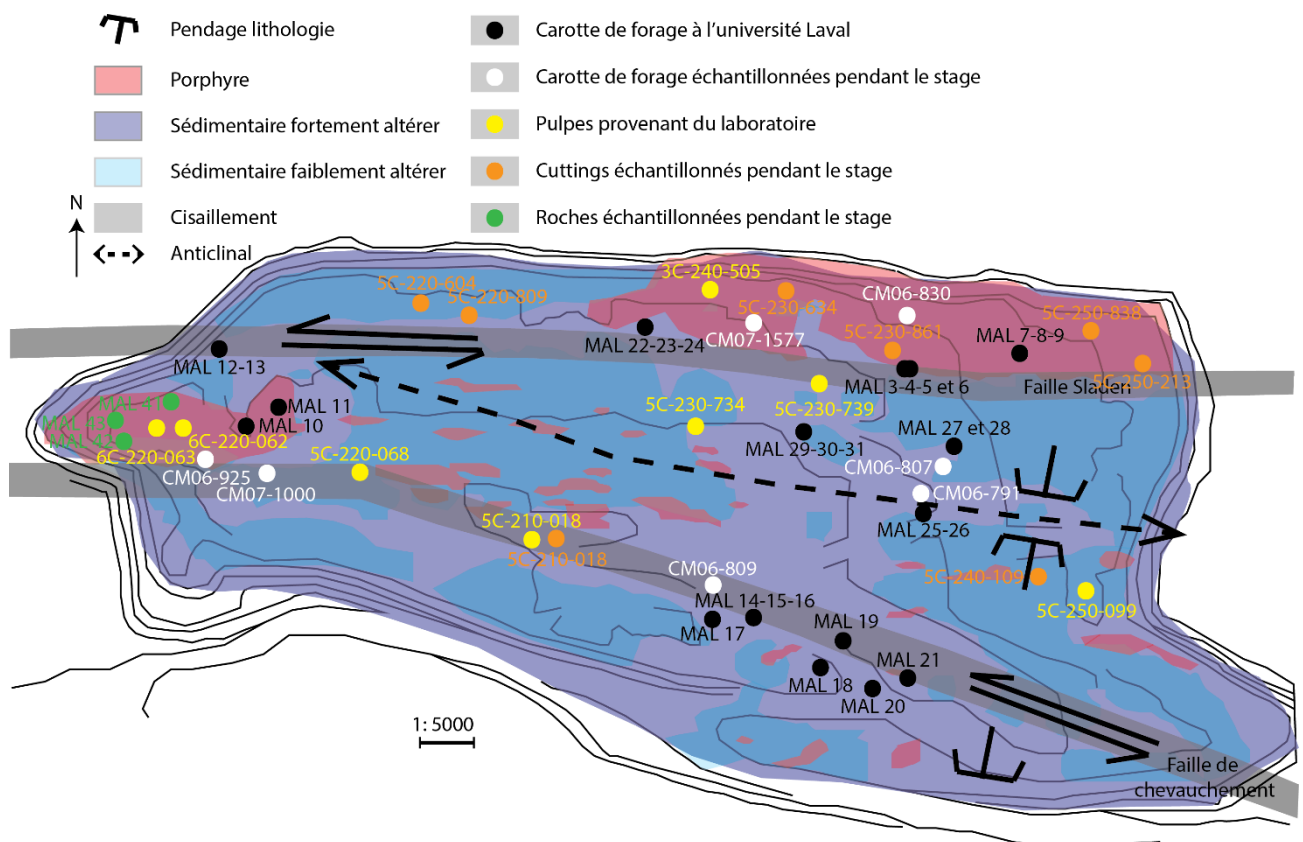 Pendage lithologie
Porphyre
Sédimentaire fortement altérer
Sédimentaire faiblement altérer
Cisaillement
Anticlinal
N
Carotte de forage à l'université Laval
Carotte de forage échantillonnées pendant le stage
Pulpes provenant du laboratoire
Cuttings échantillonnés pendant le stage
Roches échantillonnées pendant le stage
3C-240-505
5C-220-604
5C-220-809
5C-230-634
CM06-830
5C-250-838
CM07-1577
5C-230-861
MAL 7-8-9
MAL 22-23-24
MAL 12-13
MAL 3-4-5 et 6
Faille Sladen
5C-250-213
MAL 41
MAL 43
MAL 42
MAL 11
MAL 10
5C-230-734
5C-230-739
MAL 27 et 28
MAL 29-30-31
6C-220-062
6C-220-063
5C-220-068
CM06-925
CM07-1000
CM06-807
CM06-791
MAL 25-26
5C-210-018
5C-210-018
CM06-809
5C-240-109
5C-250-099
MAL 14-15-16
MAL 17
MAL 19
MAL 21
MAL 18
MAL 20
1: 5000
Faille de
chevauchement